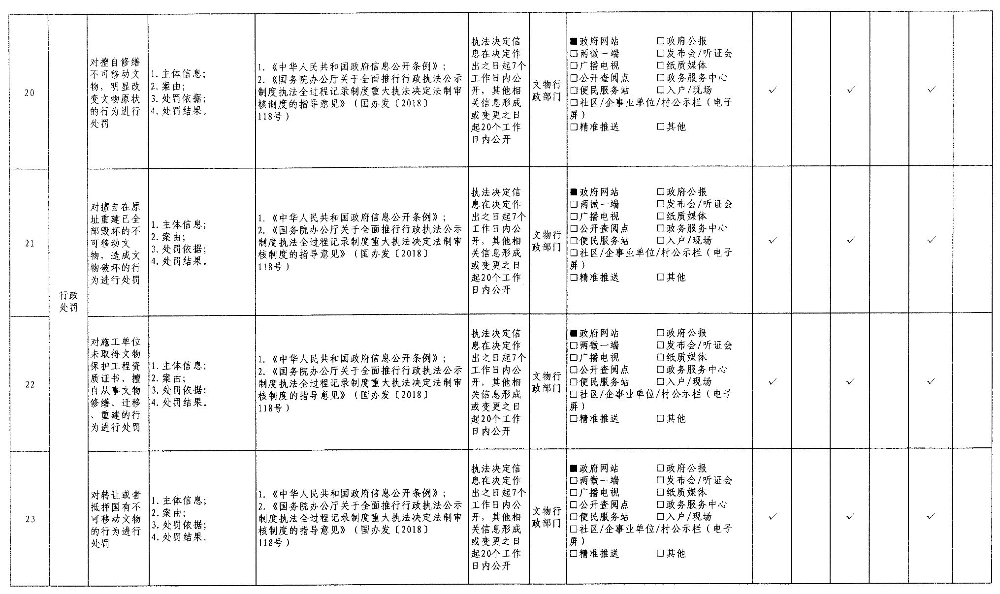 20
行政
处罚
对擅自修缮
不可移动文
物，明显改
变文物原状
的行为进行
处罚
1.主体信息；
2.案由；
3.处罚依据；
4.处罚结果。
1.《中华人民共和国政府信息公开条例》；
2.《国务院办公厅关于全面推行行政执法公示
制度执法全过程记录制度重大执法决定法制审
核制度的指导意见》（国办发〔2018〕
118号）
执法决定信
息在决定作
出之日起7个
工作日内公
开，其他相
关信息形成
或变更之日
起20个工作
日内公开
文物行
政部门
■政府网站 □政府公报
□两微一端 □发布会/听证会
□广播电视 □纸质媒体
□公开查阅点 □政务服务中心
□便民服务站 □入户/现场
□社区/企事业单位/村公示栏（电子
屏）
□精准推送 □其他
√ √ √
21
对擅自在原
址重建已全
部毁坏的不
可移动文
物，造成文
物破坏的行
为进行处罚
1.主体信息；
2.案由；
3.处罚依据；
4.处罚结果。
1.《中华人民共和国政府信息公开条例》；
2.《国务院办公厅关于全面推行行政执法公示
制度执法全过程记录制度重大执法决定法制审
核制度的指导意见》（国办发〔2018〕
118号）
执法决定信
息在决定作
出之日起7个
工作日内公
开，其他相
关信息形成
或变更之日
起20个工作
日内公开
文物行
政部门
■政府网站 □政府公报
□两微一端 □发布会/听证会
□广播电视 □纸质媒体
□公开查阅点 □政务服务中心
□便民服务站 □入户/现场
□社区/企事业单位/村公示栏（电子
屏）
□精准推送 □其他
√ √ √
22
对施工单位
未取得文物
保护工程资
质证书，擅
自从事文物
修缮、迁移
、重建的行
为进行处罚
1.主体信息；
2.案由；
3.处罚依据；
4.处罚结果。
1.《中华人民共和国政府信息公开条例》；
2.《国务院办公厅关于全面推行行政执法公示
制度执法全过程记录制度重大执法决定法制审
核制度的指导意见》（国办发〔2018〕
118号）
执法决定信
息在决定作
出之日起7个
工作日内公
开，其他相
关信息形成
或变更之日
起20个工作
日内公开
文物行
政部门
■政府网站 □政府公报
□两微一端 □发布会/听证会
□广播电视 □纸质媒体
□公开查阅点 □政务服务中心
□便民服务站 □入户/现场
□社区/企事业单位/村公示栏（电子
屏）
□精准推送 □其他
√ √ √
23
对转让或者
抵押国有不
可移动文物
的行为进行
处罚
1.主体信息；
2.案由；
3.处罚依据；
4.处罚结果。
1.《中华人民共和国政府信息公开条例》；
2.《国务院办公厅关于全面推行行政执法公示
制度执法全过程记录制度重大执法决定法制审
核制度的指导意见》（国办发〔2018〕
118号）
执法决定信
息在决定作
出之日起7个
工作日内公
开，其他相
关信息形成
或变更之日
起20个工作
日内公开
文物行
政部门
■政府网站 □政府公报
□两微一端 □发布会/听证会
□广播电视 □纸质媒体
□公开查阅点 □政务服务中心
□便民服务站 □入户/现场
□社区/企事业单位/村公示栏（电子
屏）
□精准推送 □其他
√ √ √